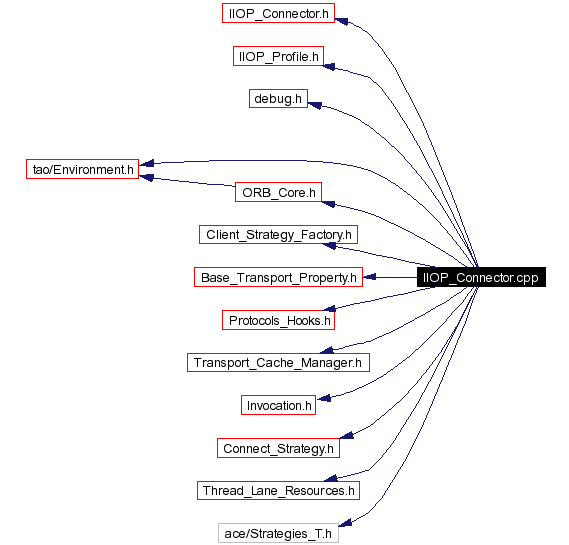 IIOP_Connector.h
IIOP_Profile.h
debug.h
tao/Environment.h
ORB_Core.h
Client_Strategy_Factory.h
Base_Transport_Property.h
IIOP_Connector.cpp
Protocols_Hooks.h
Transport_Cache_Manager.h
Invocation.h
Connect_Strategy.h
Thread_Lane_Resources.h
ace/Strategies_T.h